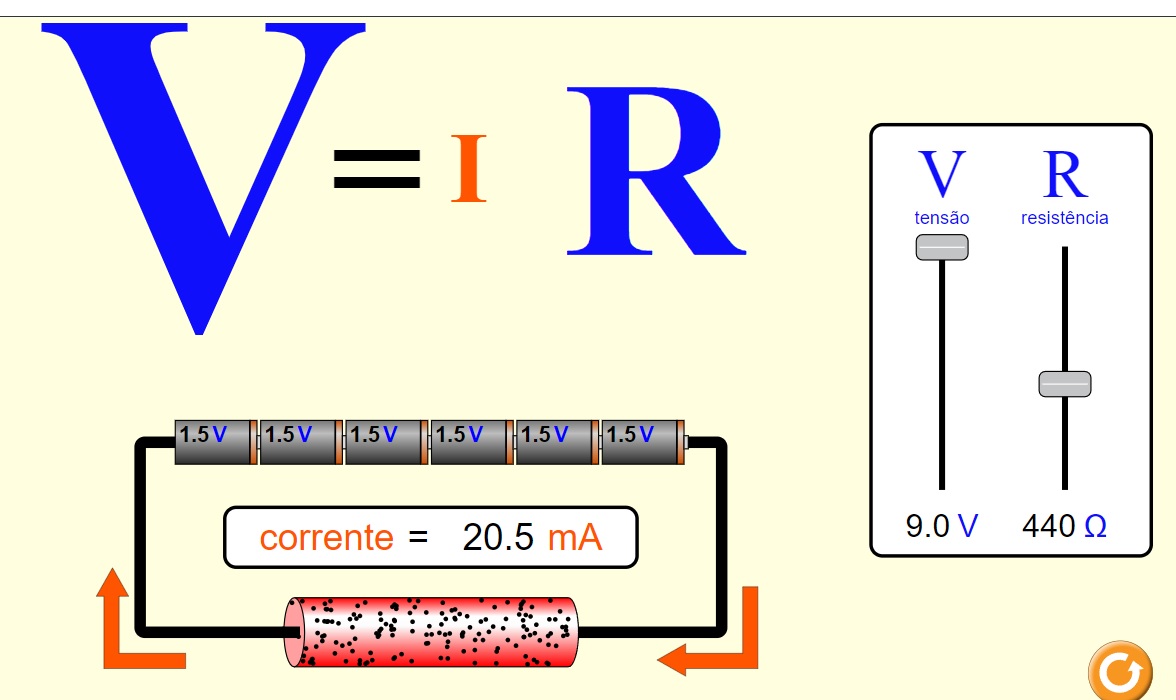 V = I R
V R
tensão resistência
1.5 V 1.5 V 1.5 V 1.5 V 1.5 V 1.5 V
9.0 V 440 Ω
corrente = 20.5 mA